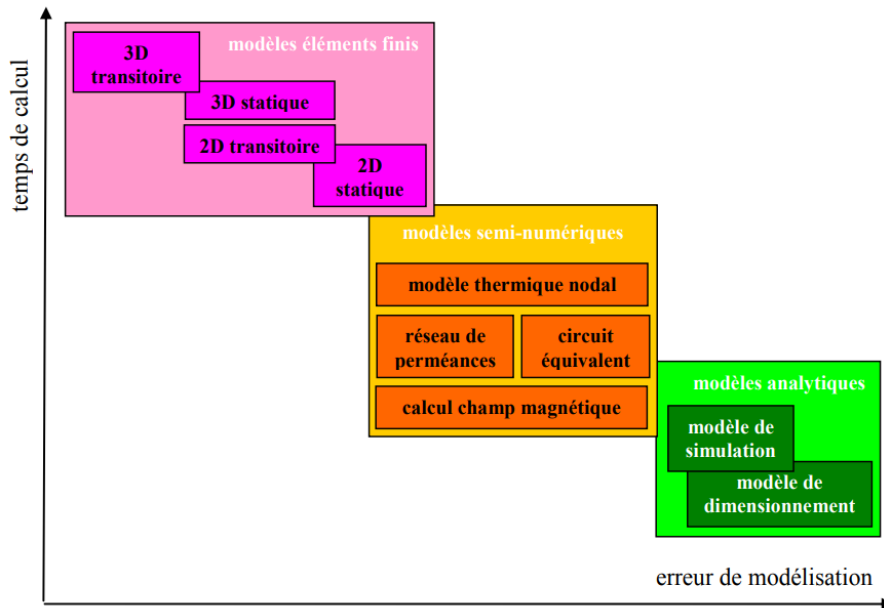 temps de calcul
modèles éléments finis
3D
transitoire
3D statique
2D transitoire
2D
statique
modèles semi-numériques
modèle thermique nodal
réseau de
perméances
circuit
équivalent
calcul champ magnétique
modèles analytiques
modèle de
simulation
modèle de
dimensionnement
erreur de modélisation